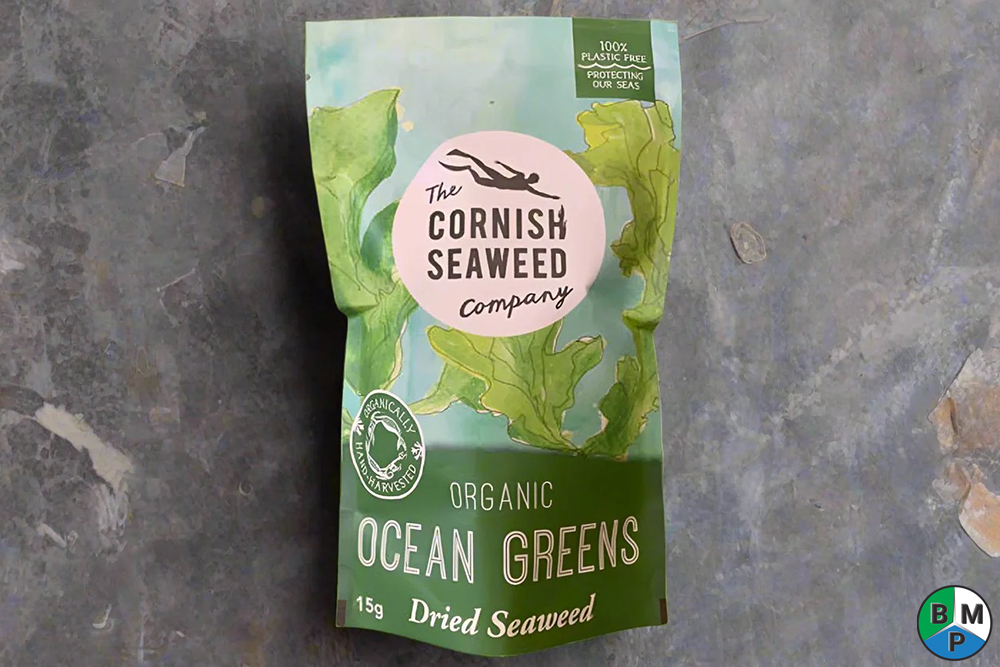 100%
PLASTIC FREE
PROTECTING
OUR SEAS
The
CORNISH
SEAWEED
Company
ORGANICALLY
HAND-HARVESTED
ORGANIC
OCEAN GREENS
15g Dried Seaweed
B M
P